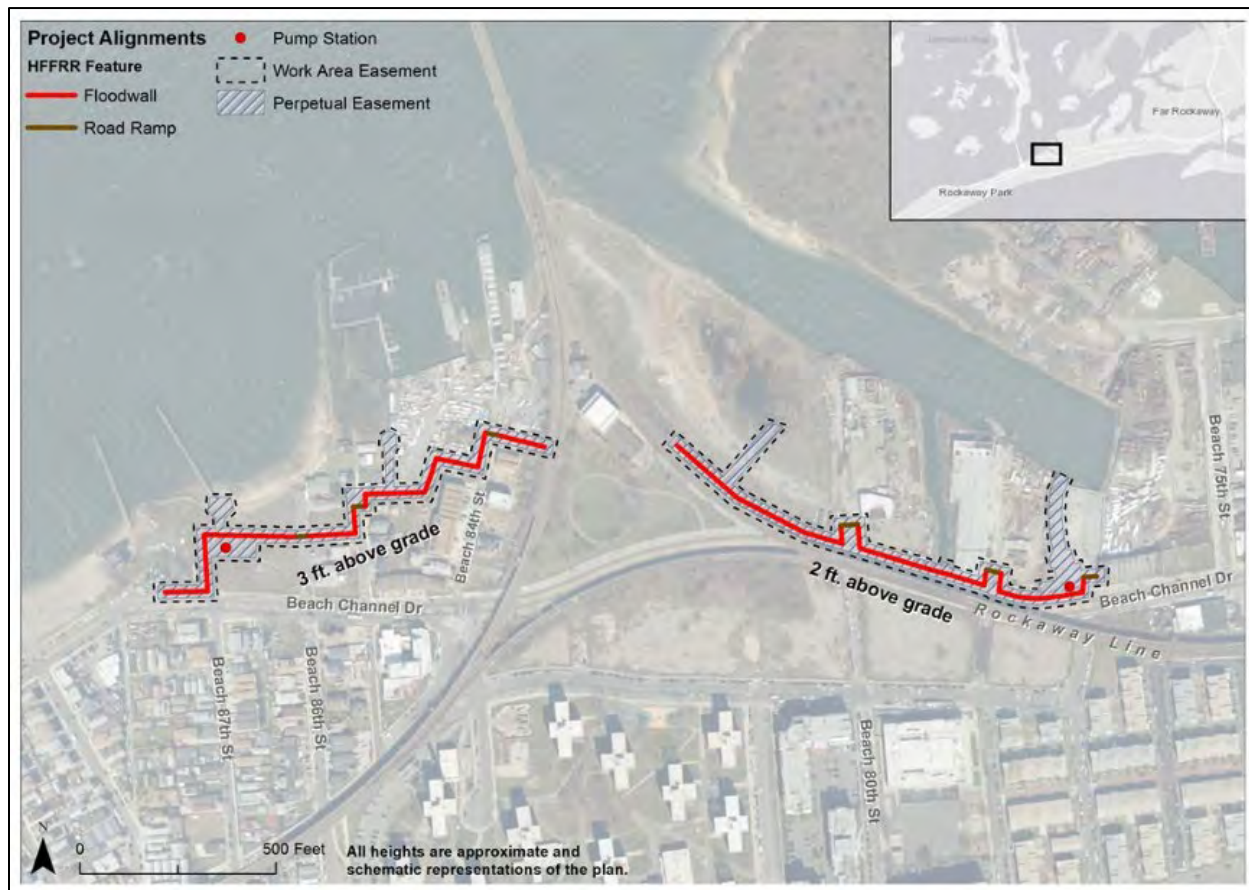 Project Alignments
HFFRR Feature
Floodwall
Road Ramp
Pump Station
Work Area Easement
Perpetual Easement
Far Rockaway
Rockaway Park
3 ft. above grade
2 ft. above grade
Beach 84th St
Beach 75th St
Beach Channel Dr
Beach Channel Dr
Rockaway Line
Beach 87th St
Beach 86th St
Beach 80th St
N
0
500 Feet
All heights are approximate and
schematic representations of the plan.